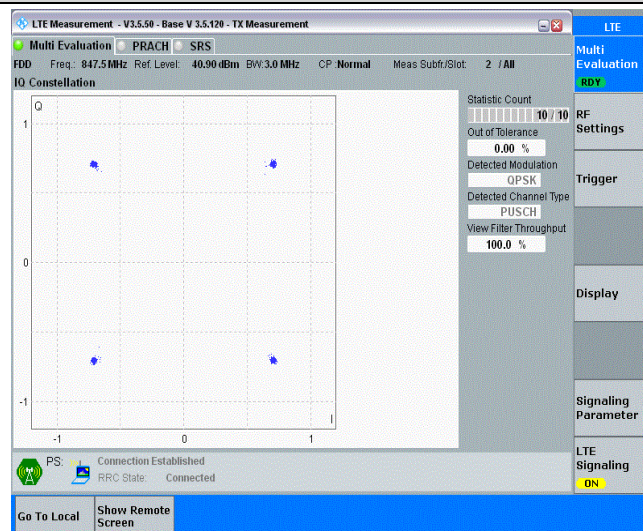 LTE Measurement - V3.5.50 - Base V 3.5.120 - TX Measurement
LTE
Multi Evaluation PRACH SRS
Multi
Evaluation
RDY
FDD Freq.: 847.5 MHz Ref. Level: 40.90 dBm BW: 3.0 MHz CP: Normal Meas Subfr./Slot: 2 / All
IQ Constellation
Q
1
0
-1
-1 0 1
I
Statistic Count
10 / 10
Out of Tolerance
0.00 %
Detected Modulation
QPSK
Detected Channel Type
PUSCH
View Filter Throughput
100.0 %
RF
Settings
Trigger
Display
Signaling
Parameter
LTE
Signaling
ON
PS: Connection Established
RRC State: Connected
Go To Local
Show Remote
Screen